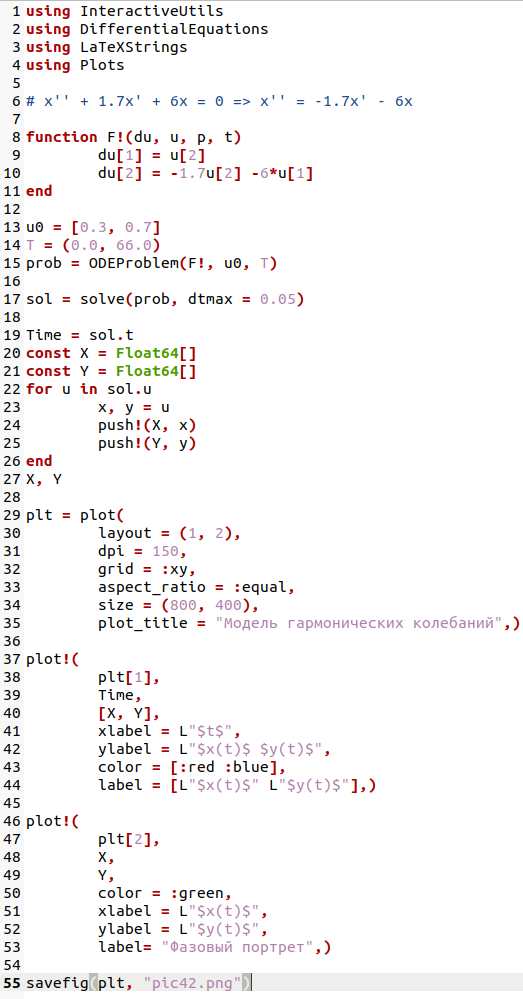 1 using InteractiveUtils
2 using DifferentialEquations
3 using LaTeXStrings
4 using Plots
5
6 # x'' + 1.7x' + 6x = 0 => x'' = -1.7x' - 6x
7
8 function F!(du, u, p, t)
9         du[1] = u[2]
10         du[2] = -1.7u[2] -6*u[1]
11 end
12
13 u0 = [0.3, 0.7]
14 T = (0.0, 66.0)
15 prob = ODEProblem(F!, u0, T)
16
17 sol = solve(prob, dtmax = 0.05)
18
19 Time = sol.t
20 const X = Float64[]
21 const Y = Float64[]
22 for u in sol.u
23         x, y = u
24         push!(X, x)
25         push!(Y, y)
26 end
27 X, Y
28
29 plt = plot(
30         layout = (1, 2),
31         dpi = 150,
32         grid = :xy,
33         aspect_ratio = :equal,
34         size = (800, 400),
35         plot_title = "Модель гармонических колебаний",)
36
37 plot!(
38         plt[1],
39         Time,
40         [X, Y],
41         xlabel = L"$t$",
42         ylabel = L"$x(t)$ $y(t)$",
43         color = [:red :blue],
44         label = [L"$x(t)$" L"$y(t)$"],)
45
46 plot!(
47         plt[2],
48         X,
49         Y,
50         color = :green,
51         xlabel = L"$x(t)$",
52         ylabel = L"$y(t)$",
53         label= "Фазовый портрет",)
54
55 savefig(plt, "pic42.png")